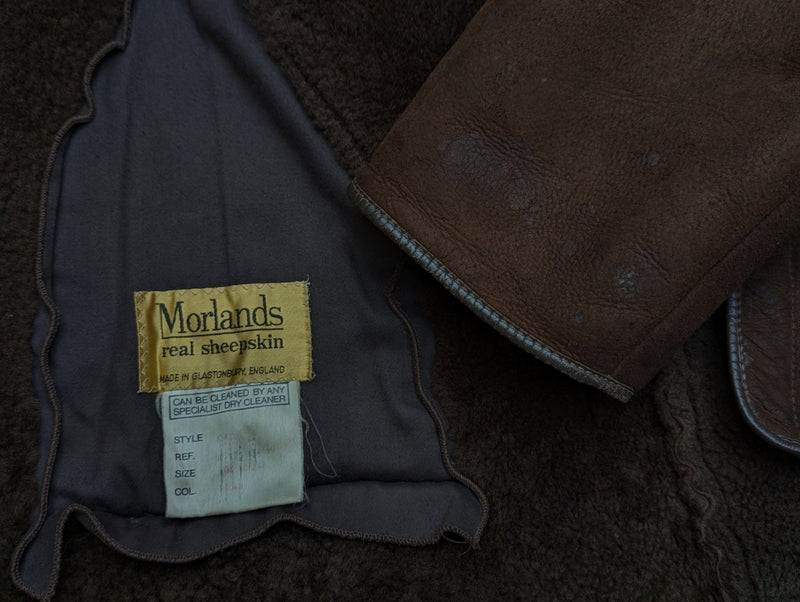 Morlands
real sheepskin
MADE IN GLASTONBURY, ENGLAND
CAN BE CLEANED BY ANY
SPECIALIST DRY CLEANER
STYLE
REF.
SIZE
COL.